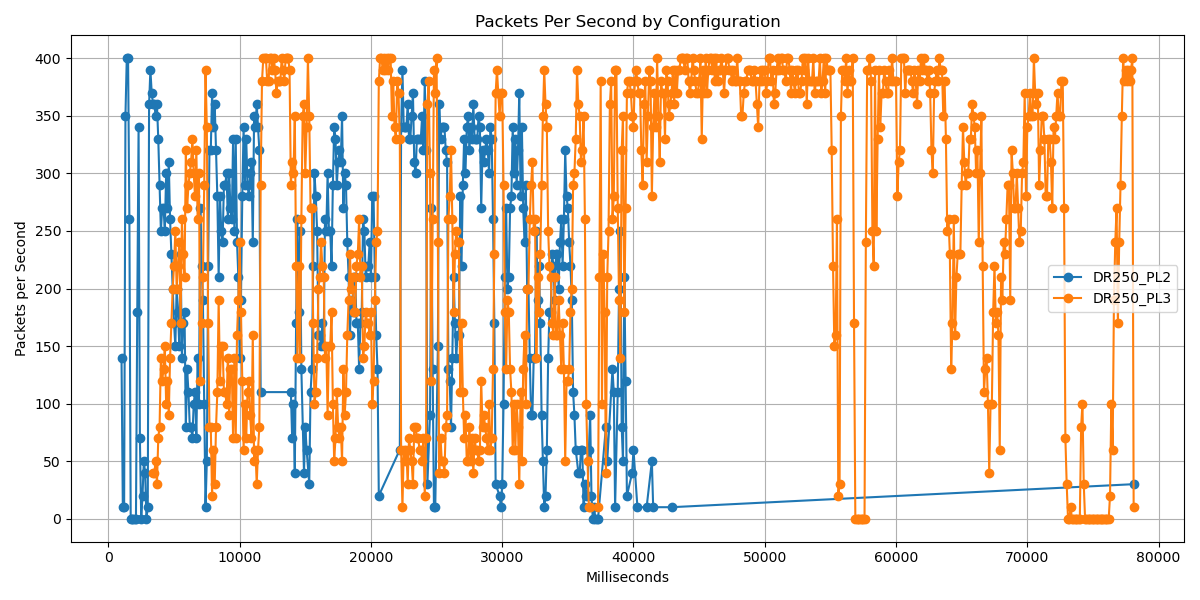 Packets Per Second by Configuration
Packets per Second
400
350
300
250
200
150
100
50
0
DR250_PL2
DR250_PL3
0 10000 20000 30000 40000 50000 60000 70000 80000
Milliseconds